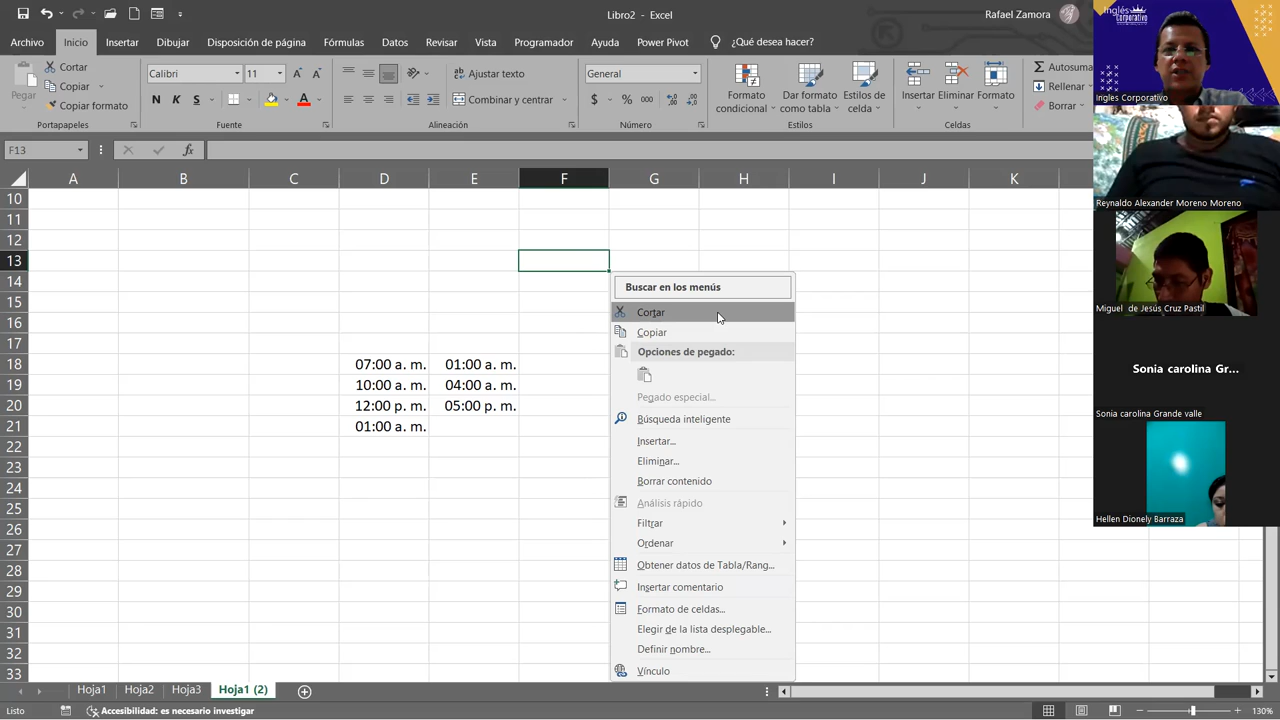 Libro2 - Excel
Rafael Zamora
Archivo Inicio Insertar Dibujar Disposición de página Fórmulas Datos Revisar Vista Programador Ayuda Power Pivot ¿Qué desea hacer?
Pegar
Cortar
Copiar
Copiar formato
Portapapeles
Calibri 11
N K S
Fuente
Ajustar texto
Combinar y centrar
Alineación
General
$ % 000
Número
Formato condicional
Dar formato como tabla
Estilos de celda
Estilos
Insertar Eliminar Formato
Celdas
Autosuma
Rellenar
Borrar
F13
A B C D E F G H I J K
10
11
12
13
14
15
16
17
18 07:00 a. m. 01:00 a. m.
19 10:00 a. m. 04:00 a. m.
20 12:00 p. m. 05:00 p. m.
21 01:00 a. m.
22
23
24
25
26
27
28
29
30
31
32
33
Buscar en los menús
Cortar
Copiar
Opciones de pegado:
Pegado especial...
Búsqueda inteligente
Insertar...
Eliminar...
Borrar contenido
Análisis rápido
Filtrar
Ordenar
Obtener datos de Tabla/Rang...
Insertar comentario
Formato de celdas...
Elegir de la lista desplegable...
Definir nombre...
Vínculo
Hoja1 Hoja2 Hoja3 Hoja1 (2)
Listo
Accesibilidad: es necesario investigar
130%
Inglés
Corporativo
Ingles Corporativo
Reynaldo Alexander Moreno Moreno
Miguel de Jesús Cruz Pastil
Sonia carolina Gr...
Sonia carolina Grande valle
Hellen Dionely Barraza